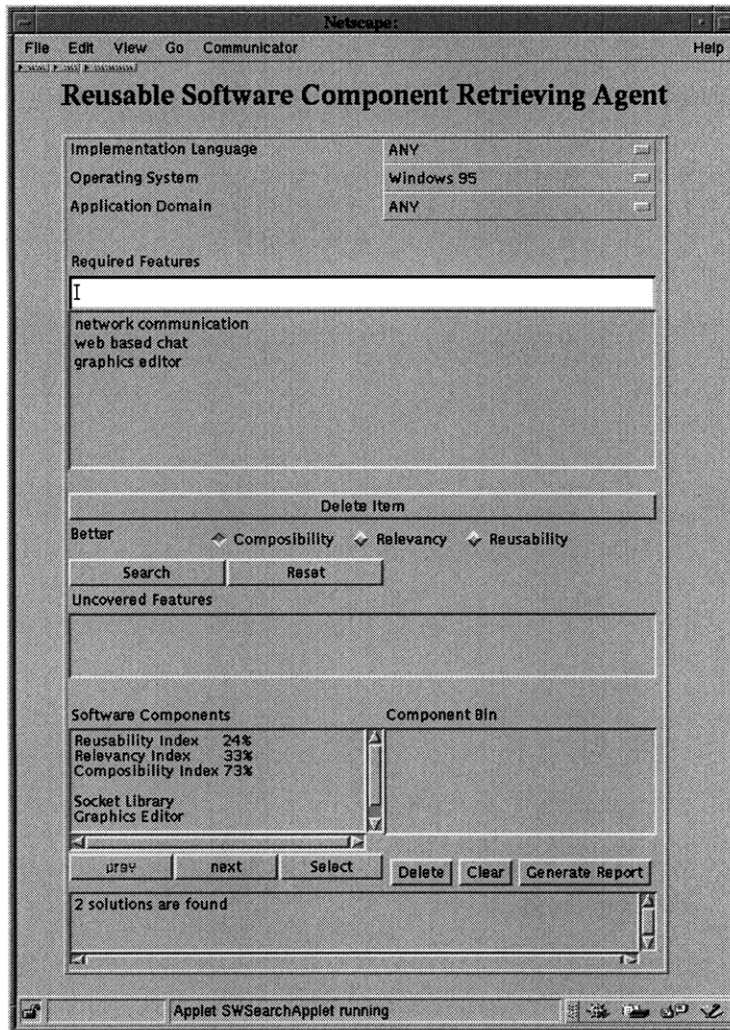 Netscape:
File Edit View Go Communicator Help
Reusable Software Component Retrieving Agent
Implementation Language ANY
Operating System Windows 95
Application Domain ANY
Required Features
network communication
web based chat
graphics editor
Delete Item
Better Composibility Relevancy Reusability
Search Reset
Uncovered Features
Software Components Component Bin
Reusability Index 24%
Relevancy Index 33%
Composibility Index 73%
Socket Library
Graphics Editor
prev next Select Delete Clear Generate Report
2 solutions are found
Applet SWSearchApplet running